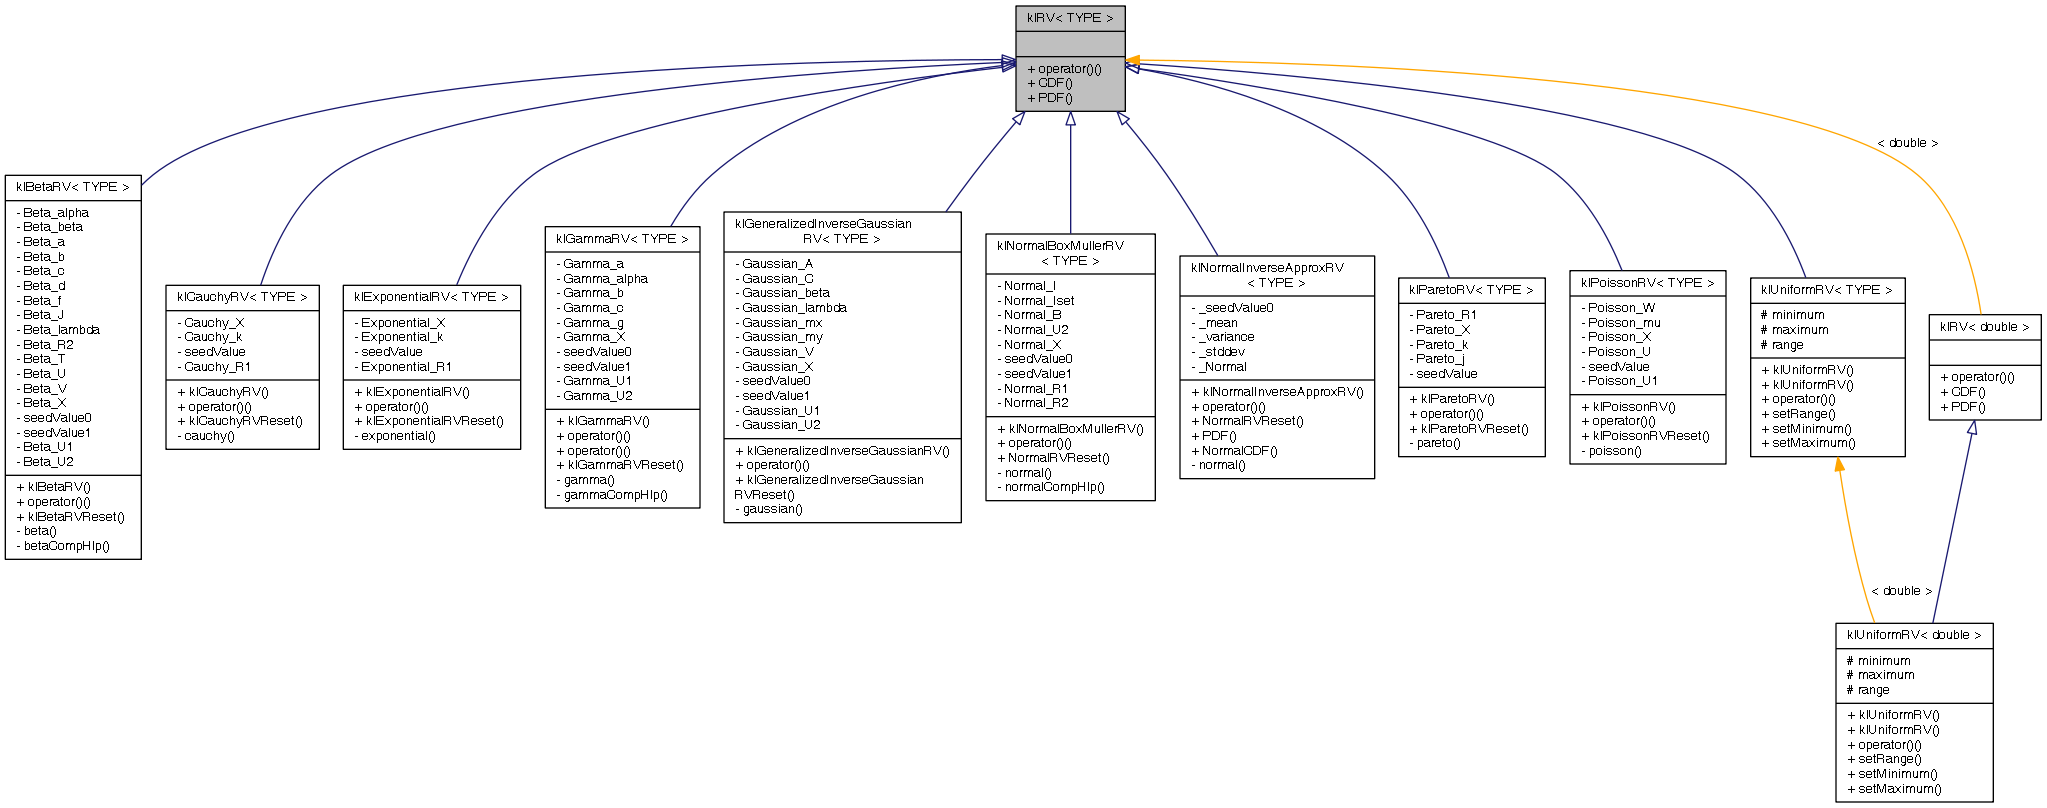 klRV< TYPE >
+ operator()()
+ CDF()
+ PDF()
< double >
klBetaRV< TYPE >
- Beta_alpha
- Beta_beta
- Beta_a
- Beta_b
- Beta_c
- Beta_d
- Beta_f
- Beta_J
- Beta_lambda
- Beta_R2
- Beta_T
- Beta_U
- Beta_V
- Beta_X
- seedValue0
- seedValue1
- Beta_U1
- Beta_U2
+ klBetaRV()
+ operator()()
+ klBetaRVReset()
- beta()
- betaCompHlp()
klCauchyRV< TYPE >
- Cauchy_X
- Cauchy_k
- seedValue
- Cauchy_R1
+ klCauchyRV()
+ operator()()
+ klCauchyRVReset()
- cauchy()
klExponentialRV< TYPE >
- Exponential_X
- Exponential_k
- seedValue
- Exponential_R1
+ klExponentialRV()
+ operator()()
+ klExponentialRVReset()
- exponential()
klGammaRV< TYPE >
- Gamma_a
- Gamma_alpha
- Gamma_b
- Gamma_c
- Gamma_g
- Gamma_X
- seedValue0
- seedValue1
- Gamma_U1
- Gamma_U2
+ klGammaRV()
+ operator()()
+ operator()()
+ klGammaRVReset()
- gamma()
- gammaCompHlp()
klGeneralizedInverseGaussian
RV< TYPE >
- Gaussian_A
- Gaussian_C
- Gaussian_beta
- Gaussian_lambda
- Gaussian_mx
- Gaussian_my
- Gaussian_V
- Gaussian_X
- seedValue0
- seedValue1
- Gaussian_U1
- Gaussian_U2
+ klGeneralizedInverseGaussianRV()
+ operator()()
+ klGeneralizedInverseGaussian
RVReset()
- gaussian()
klNormalBoxMullerRV
< TYPE >
- Normal_I
- Normal_Iset
- Normal_B
- Normal_U2
- Normal_X
- seedValue0
- seedValue1
- Normal_R1
- Normal_R2
+ klNormalBoxMullerRV()
+ operator()()
+ NormalRVReset()
- normal()
- normalCompHlp()
klNormalInverseApproxRV
< TYPE >
- _seedValue0
- _mean
- _variance
- _stddev
- _Normal
+ klNormalInverseApproxRV()
+ operator()()
+ NormalRVReset()
+ PDF()
+ NormalCDF()
- normal()
klParetoRV< TYPE >
- Pareto_R1
- Pareto_X
- Pareto_k
- Pareto_j
- seedValue
+ klParetoRV()
+ operator()()
+ klParetoRVReset()
- pareto()
klPoissonRV< TYPE >
- Poisson_W
- Poisson_mu
- Poisson_X
- Poisson_U
- seedValue
- Poisson_U1
+ klPoissonRV()
+ operator()()
+ klPoissonRVReset()
- poisson()
klUniformRV< TYPE >
# minimum
# maximum
# range
+ klUniformRV()
+ klUniformRV()
+ operator()()
+ setRange()
+ setMinimum()
+ setMaximum()
klRV< double >
+ operator()()
+ CDF()
+ PDF()
< double >
klUniformRV< double >
# minimum
# maximum
# range
+ klUniformRV()
+ klUniformRV()
+ operator()()
+ setRange()
+ setMinimum()
+ setMaximum()